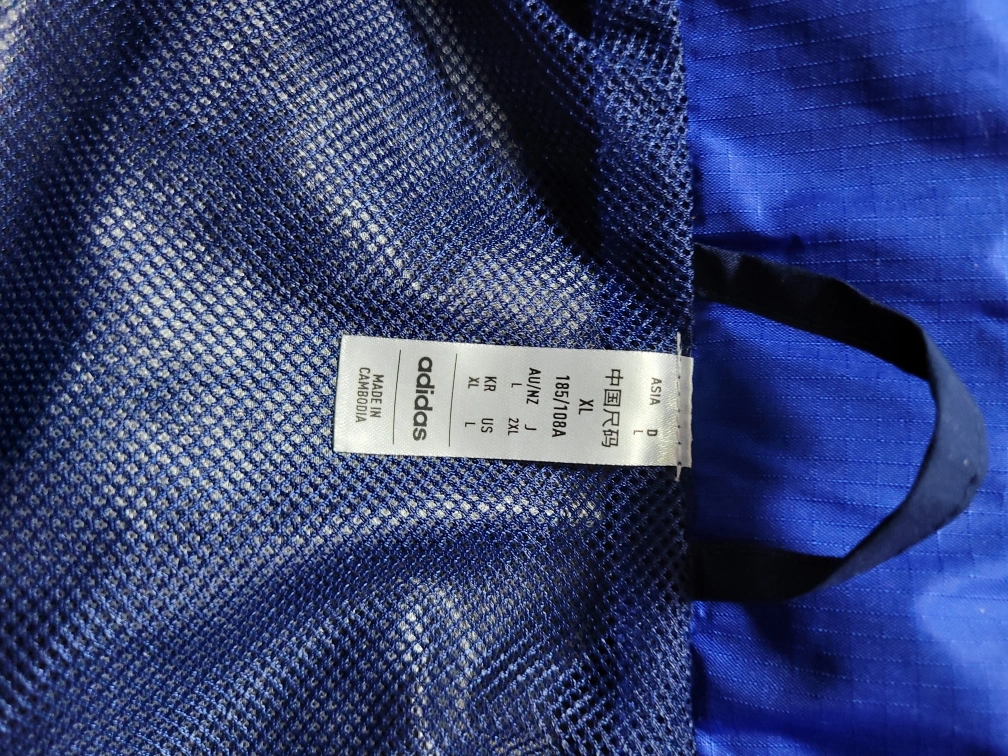 ASIA D
L
中国尺码
XL
185/108A
AU/NZ J
L 2XL
KR US
XL L
adidas
MADE IN
CAMBODIA